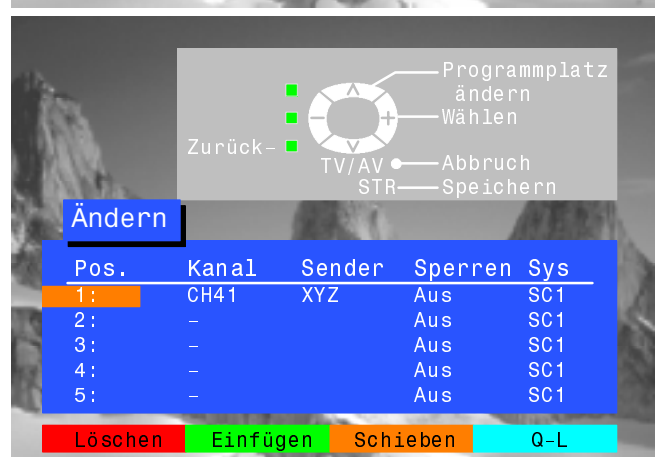 Programmplatz
ändern
Wählen
Zurück–
TV/AV
Abbruch
STR
Speichern
Ändern
Pos. Kanal Sender Sperren Sys
1: CH41 XYZ Aus SC1
2: – Aus SC1
3: – Aus SC1
4: – Aus SC1
5: – Aus SC1
Löschen Einfügen Schieben Q–L